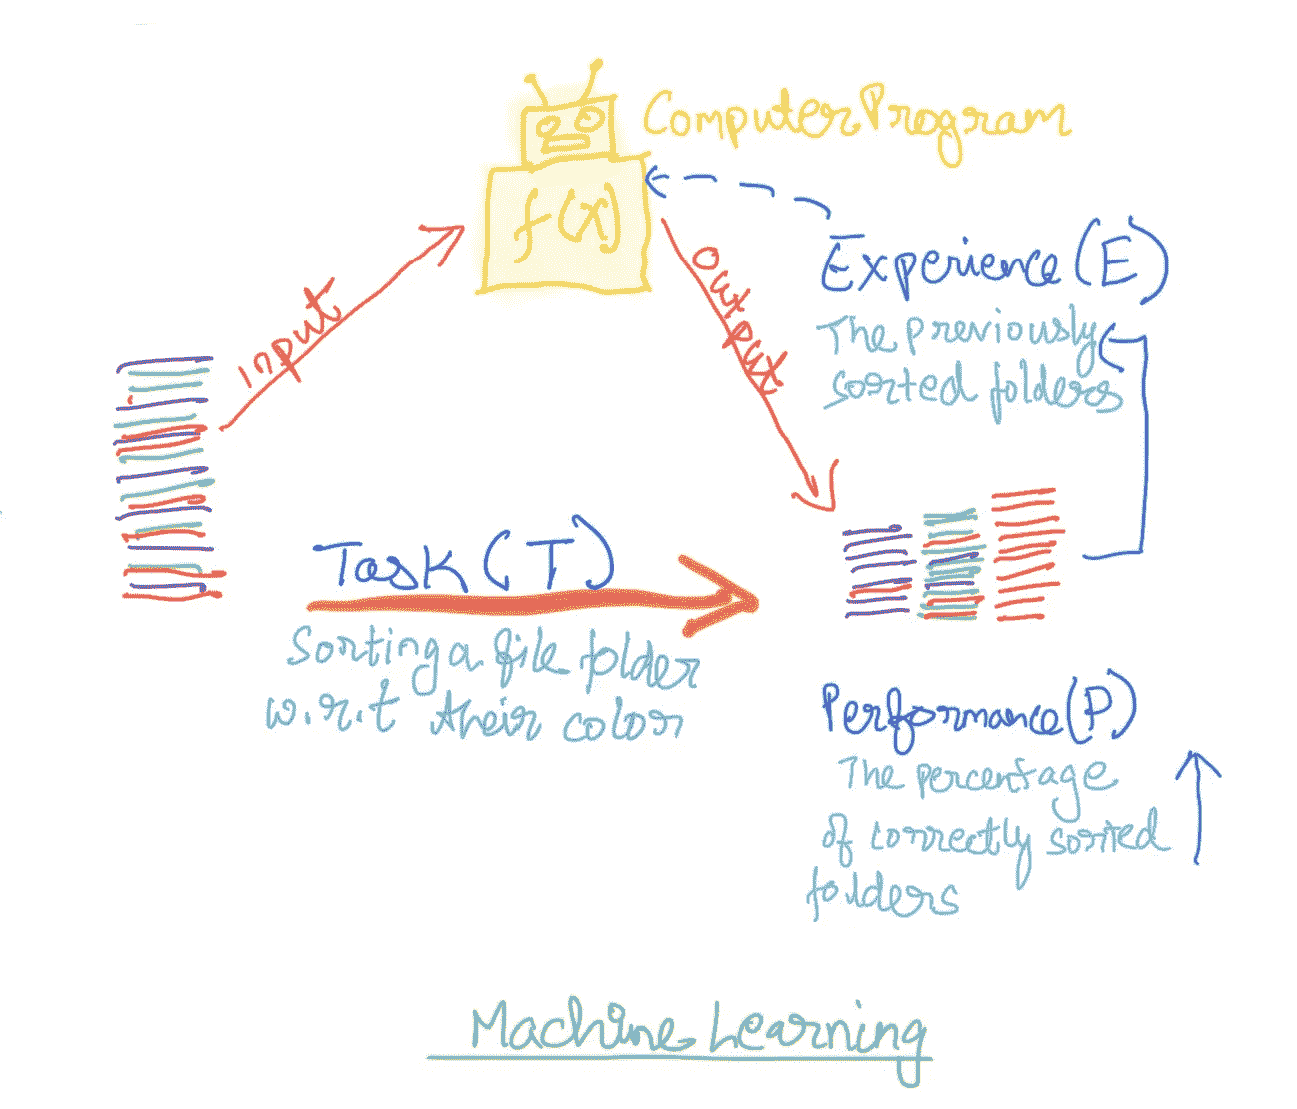 Computer Program
f(x)
input
output
Experience (E)
The previously
sorted folders
Task (T)
Sorting a file folder
w.r.t their color
Performance (P)
The percentage
of correctly sorted
folders
Machine Learning